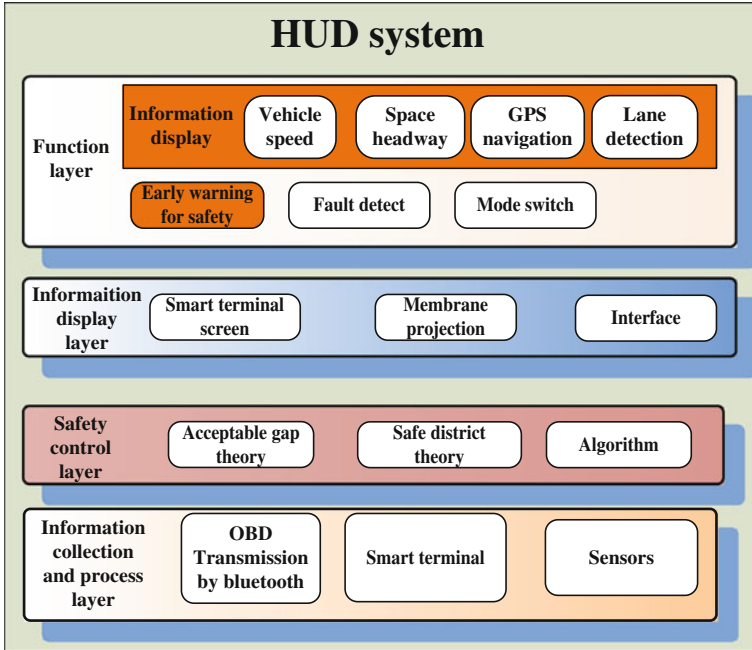 HUD system
Function
layer
Information
display
Vehicle
speed
Space
headway
GPS
navigation
Lane
detection
Early warning
for safety
Fault detect
Mode switch
Informaition
display
layer
Smart terminal
screen
Membrane
projection
Interface
Safety
control
layer
Acceptable gap
theory
Safe district
theory
Algorithm
Information
collection
and process
layer
OBD
Transmission
by bluetooth
Smart terminal
Sensors